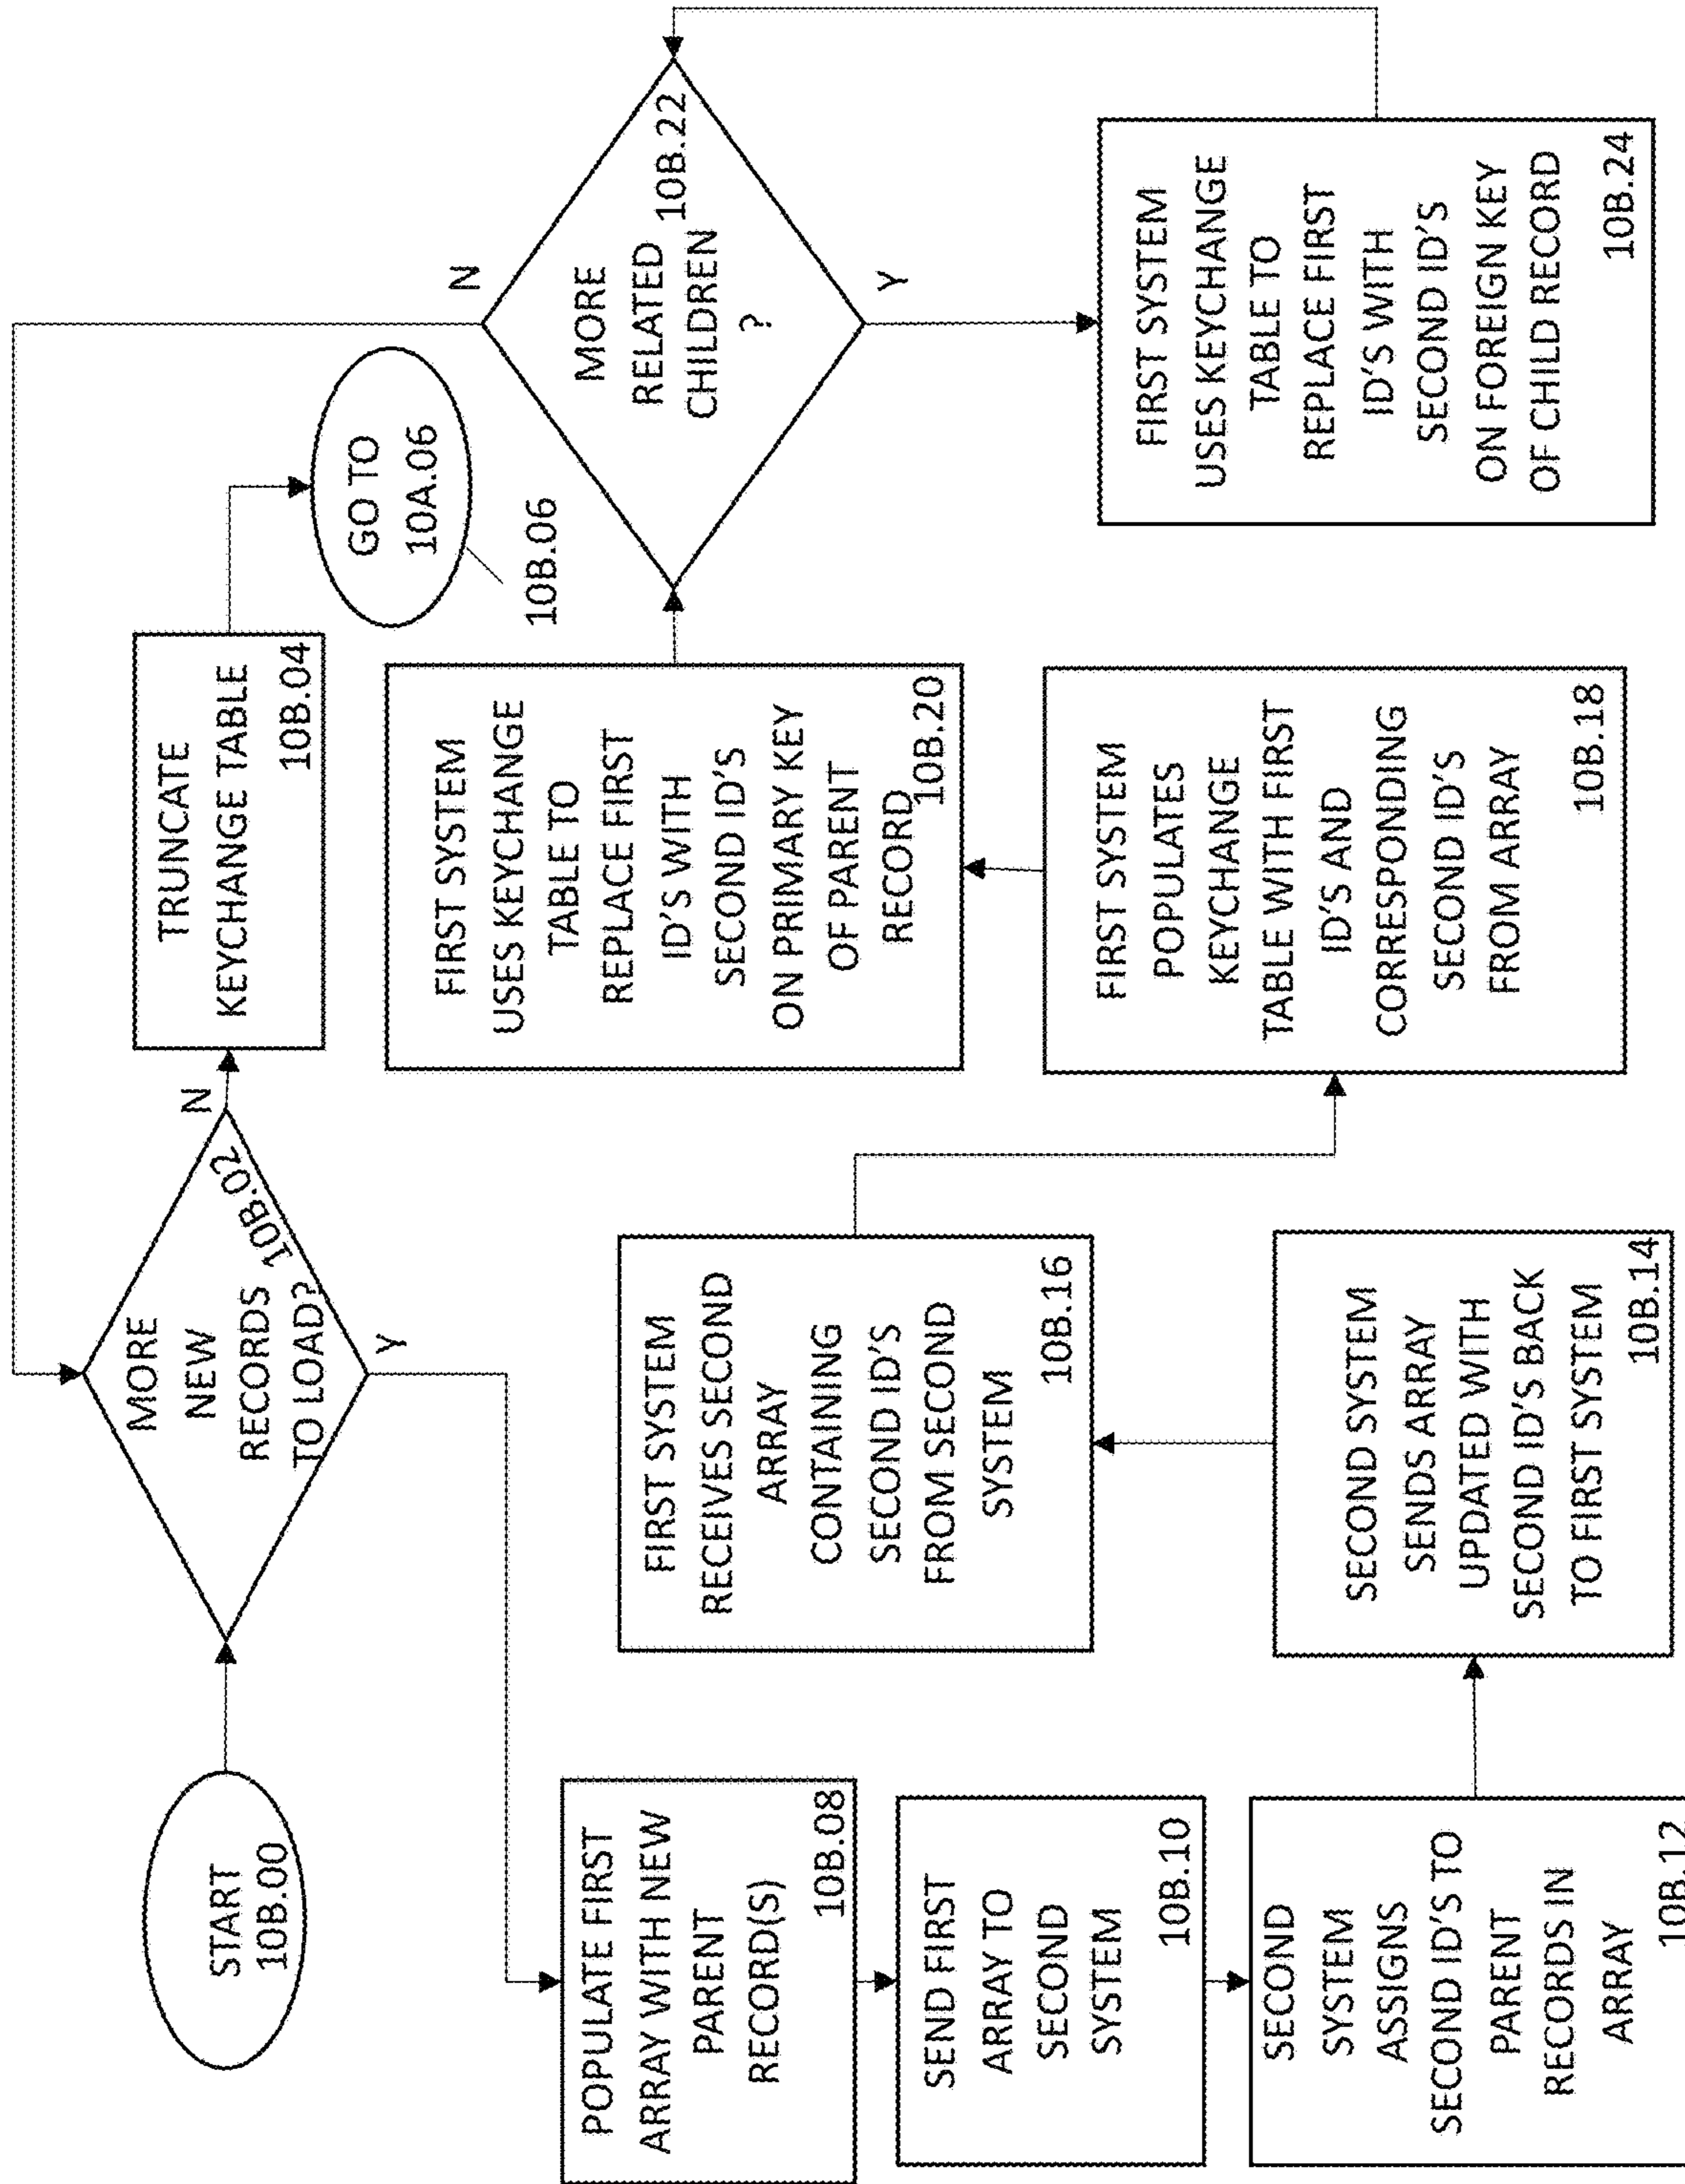 START
10B.00
MORE
NEW
RECORDS
TO LOAD?
10B.02
N
Y
TRUNCATE
KEYCHANGE TABLE
10B.04
GO TO
10A.06
10B.06
POPULATE FIRST
ARRAY WITH NEW
PARENT
RECORD(S)
10B.08
SEND FIRST
ARRAY TO
SECOND
SYSTEM
10B.10
SECOND
SYSTEM
ASSIGNS
SECOND ID'S TO
PARENT
RECORDS IN
ARRAY
10B.12
SECOND SYSTEM
SENDS ARRAY
UPDATED WITH
SECOND ID'S BACK
TO FIRST SYSTEM
10B.14
FIRST SYSTEM
RECEIVES SECOND
ARRAY
CONTAINING
SECOND ID'S
FROM SECOND
SYSTEM
10B.16
FIRST SYSTEM
POPULATES
KEYCHANGE
TABLE WITH FIRST
ID'S AND
CORRESPONDING
SECOND ID'S
FROM ARRAY
10B.18
FIRST SYSTEM
USES KEYCHANGE
TABLE TO
REPLACE FIRST
ID'S WITH
SECOND ID'S
ON PRIMARY KEY
OF PARENT
RECORD
10B.20
MORE
RELATED
CHILDREN
?
10B.22
N
Y
FIRST SYSTEM
USES KEYCHANGE
TABLE TO
REPLACE FIRST
ID'S WITH
SECOND ID'S
ON FOREIGN KEY
OF CHILD RECORD
10B.24